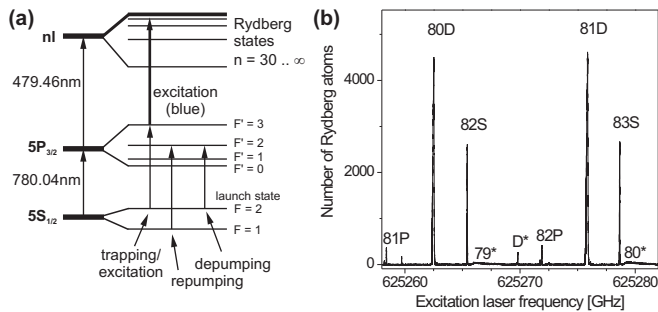 (a)
nl
Rydberg
states
n = 30 .. ∞
479.46nm
excitation
(blue)
F' = 3
5P3/2
F' = 2
F' = 1
F' = 0
780.04nm
launch state
5S1/2
F = 2
F = 1
trapping/
excitation
repumping
depumping
(b)
Number of Rydberg atoms
4000
2000
0
80D
81D
82S
83S
81P
79*
D*
82P
80*
625260
625270
625280
Excitation laser frequency [GHz]